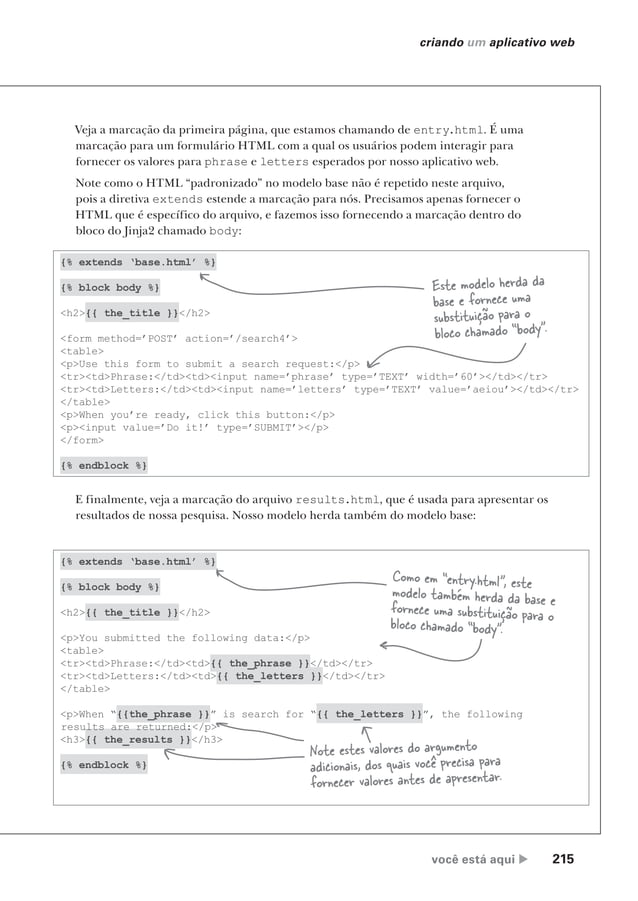 criando um aplicativo web
Veja a marcação da primeira página, que estamos chamando de entry.html. É uma
marcação para um formulário HTML com a qual os usuários podem interagir para
fornecer os valores para phrase e letters esperados por nosso aplicativo web.
Note como o HTML “padronizado” no modelo base não é repetido neste arquivo,
pois a diretiva extends estende a marcação para nós. Precisamos apenas fornecer o
HTML que é específico do arquivo, e fazemos isso fornecendo a marcação dentro do
bloco do Jinja2 chamado body:
{% extends ‘base.html’ %}
{% block body %}
<h2>{{ the_title }}</h2>
<form method=’POST’ action=’/search4’>
<table>
<p>Use this form to submit a search request:</p>
<tr><td>Phrase:</td><td><input name=’phrase’ type=’TEXT’ width=’60’></td></tr>
<tr><td>Letters:</td><td><input name=’letters’ type=’TEXT’ value=’aeiou’></td></tr>
</table>
<p>When you’re ready, click this button:</p>
<p><input value=’Do it!’ type=’SUBMIT’></p>
</form>
{% endblock %}
Este modelo herda da
base e fornece uma
substituição para o
bloco chamado “body”.
E finalmente, veja a marcação do arquivo results.html, que é usada para apresentar os
resultados de nossa pesquisa. Nosso modelo herda também do modelo base:
{% extends ‘base.html’ %}
{% block body %}
<h2>{{ the_title }}</h2>
<p>You submitted the following data:</p>
<table>
<tr><td>Phrase:</td><td>{{ the_phrase }}</td></tr>
<tr><td>Letters:</td><td>{{ the_letters }}</td></tr>
</table>
<p>When “{{the_phrase }}” is search for “{{ the_letters }}”, the following
results are returned:</p>
<h3>{{ the_results }}</h3>
{% endblock %}
Como em “entry.html”, este
modelo também herda da base e
fornece uma substituição para o
bloco chamado “body”.
Note estes valores do argumento
adicionais, dos quais você precisa para
fornecer valores antes de apresentar.
você está aqui ▶ 215